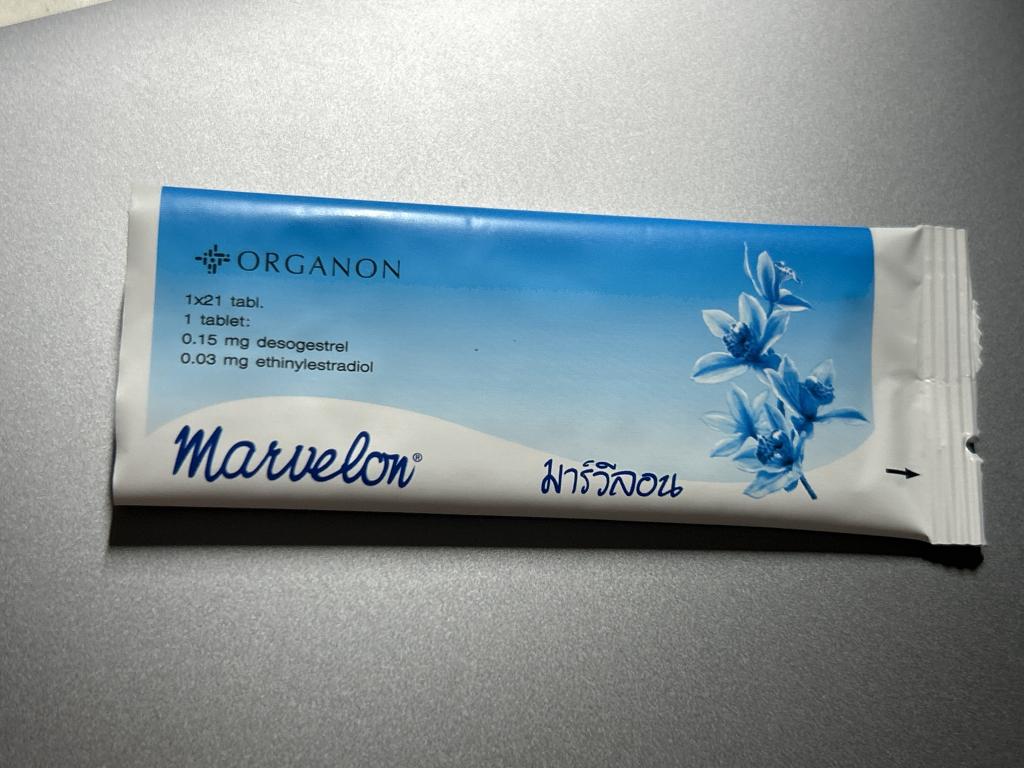 ORGANON
1x21 tabl.
1 tablet:
0.15 mg desogestrel
0.03 mg ethinylestradiol
Marvelon®
มาร์วีลอน